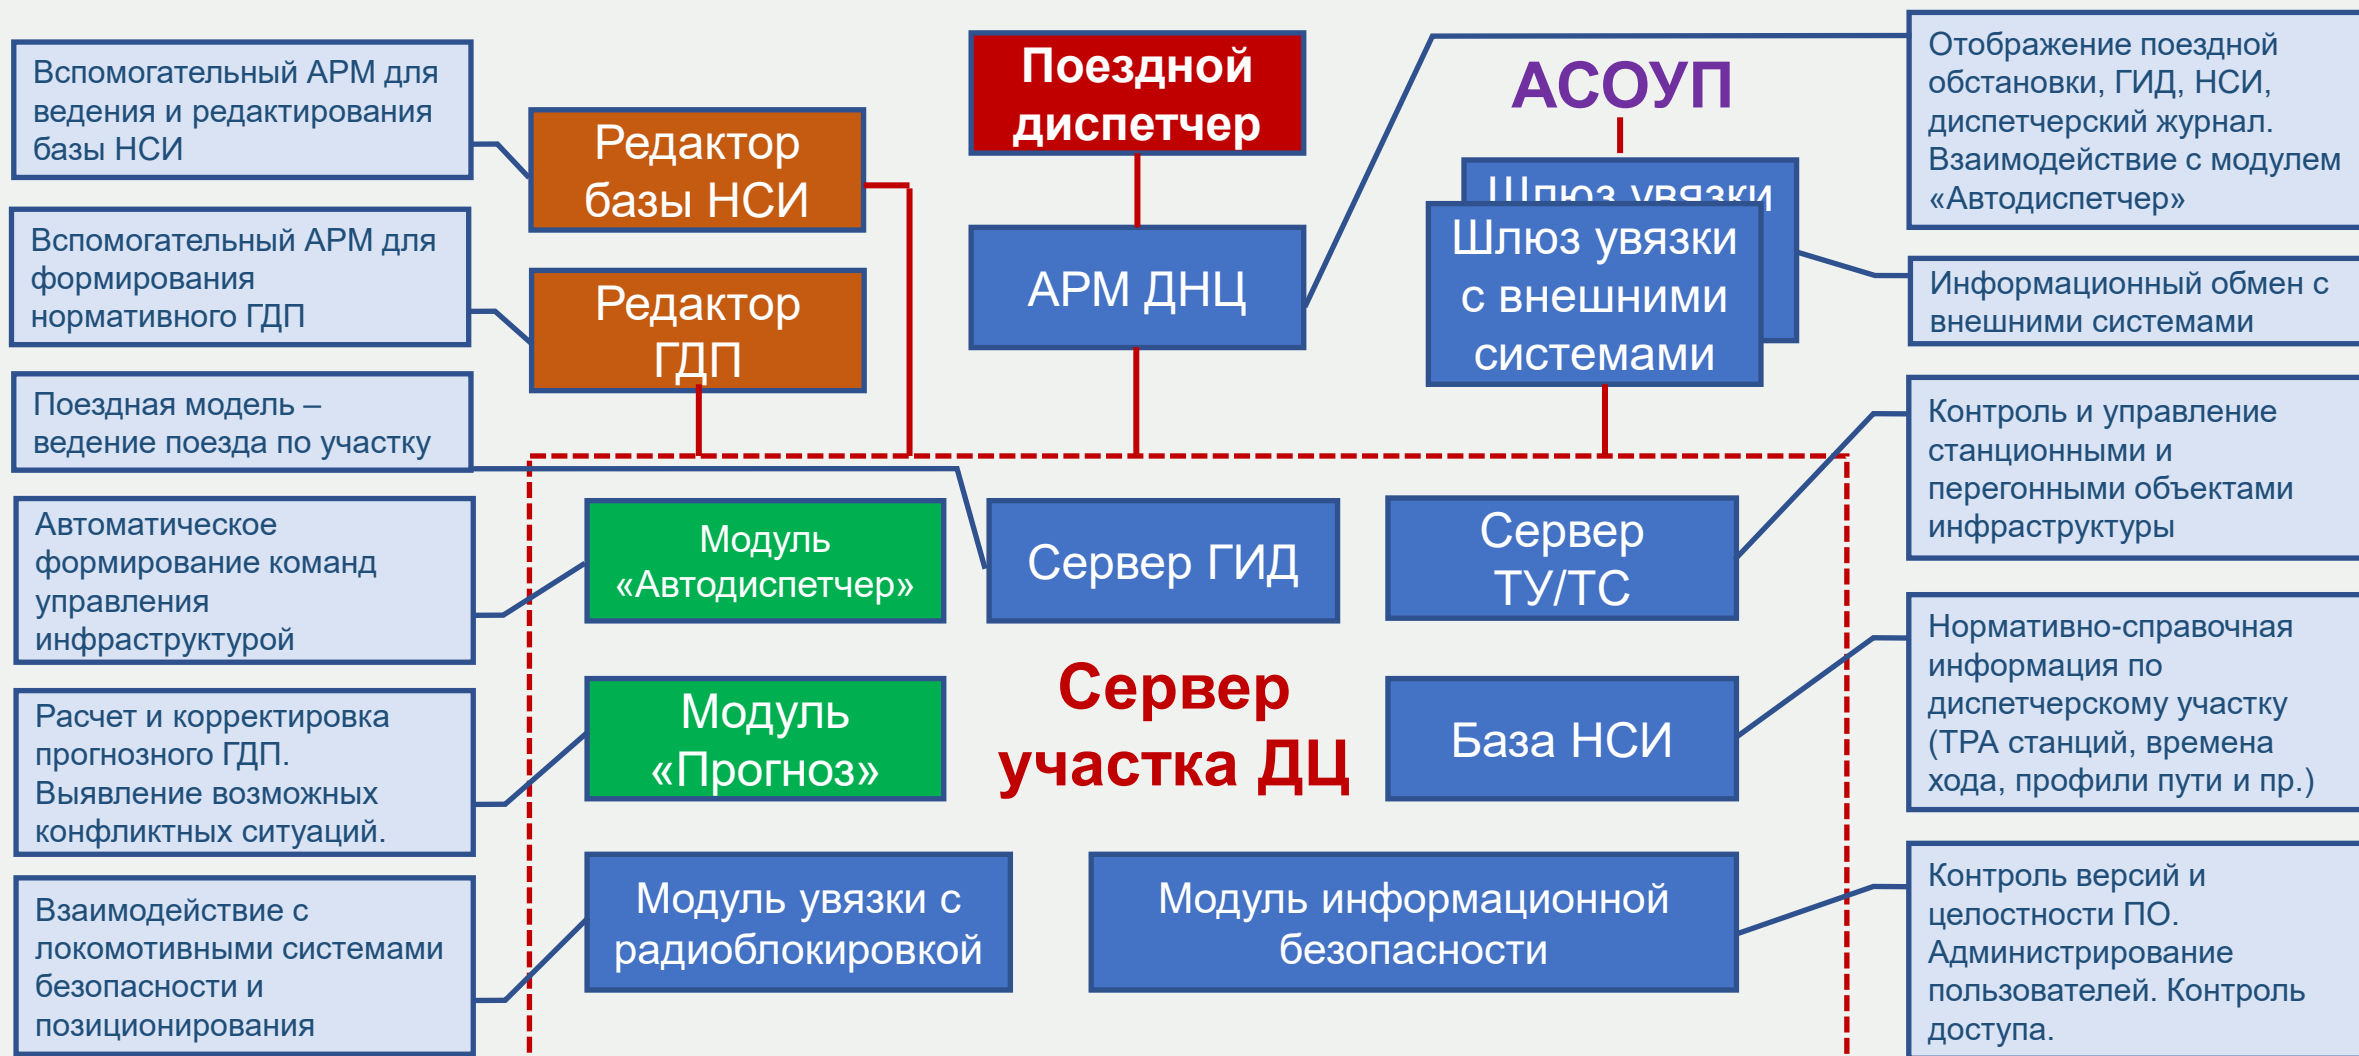 Вспомогательный АРМ для
ведения и редактирования
базы НСИ
Вспомогательный АРМ для
формирования
нормативного ГДП
Поездная модель –
ведение поезда по участку
Автоматическое
формирование команд
управления
инфраструктурой
Расчет и корректировка
прогнозного ГДП.
Выявление возможных
конфликтных ситуаций.
Взаимодействие с
локомотивными системами
безопасности и
позиционирования
Редактор
базы НСИ
Редактор
ГДП
Поездной
диспетчер
АРМ ДНЦ
АСОУП
Шлюз увязки
Шлюз увязки
с внешними
системами
Модуль
«Автодиспетчер»
Сервер ГИД
Сервер
ТУ/ТС
Модуль
«Прогноз»
Сервер
участка ДЦ
База НСИ
Модуль увязки с
радиоблокировкой
Модуль информационной
безопасности
Отображение поездной
обстановки, ГИД, НСИ,
диспетчерский журнал.
Взаимодействие с модулем
«Автодиспетчер»
Информационный обмен с
внешними системами
Контроль и управление
станционными и
перегонными объектами
инфраструктуры
Нормативно-справочная
информация по
диспетчерскому участку
(ТРА станций, времена
хода, профили пути и пр.)
Контроль версий и
целостности ПО.
Администрирование
пользователей. Контроль
доступа.